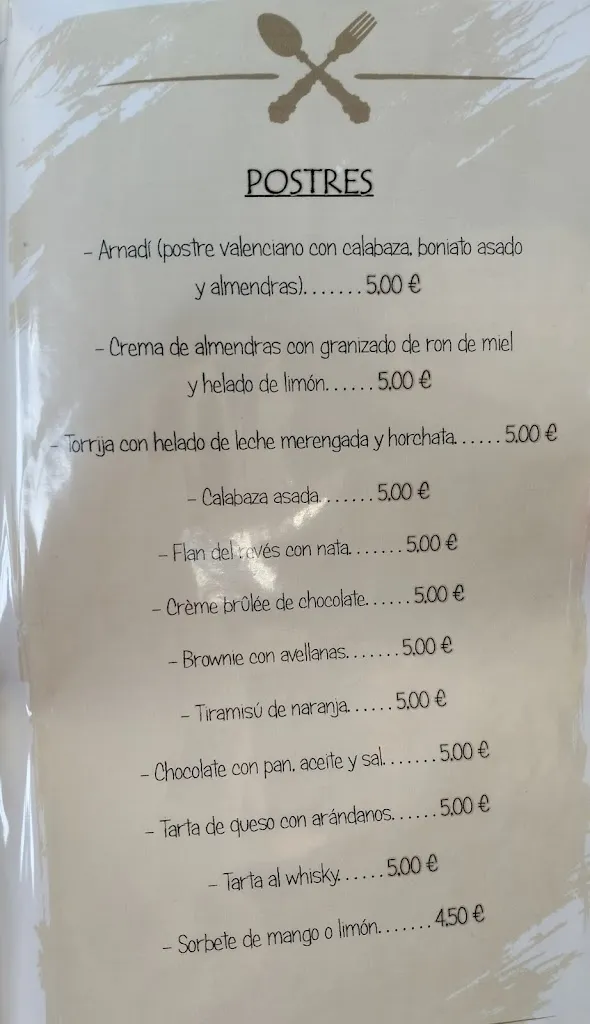 POSTRES
- Arnadí (postre valenciano con calabaza, boniato asado
y almendras).......5,00 €
- Crema de almendras con granizado de ron de miel
y helado de limón......5,00 €
- Torrija con helado de leche merengada y horchata......5,00 €
- Calabaza asada.......5,00 €
- Flan del revés con nata.......5,00 €
- Crème brûlée de chocolate......5,00 €
- Brownie con avellanas.......5,00 €
- Tiramisú de naranja......5,00 €
- Chocolate con pan, aceite y sal.......5,00 €
- Tarta de queso con arándanos......5,00 €
- Tarta al whisky......5,00 €
- Sorbete de mango o limón.......4,50 €